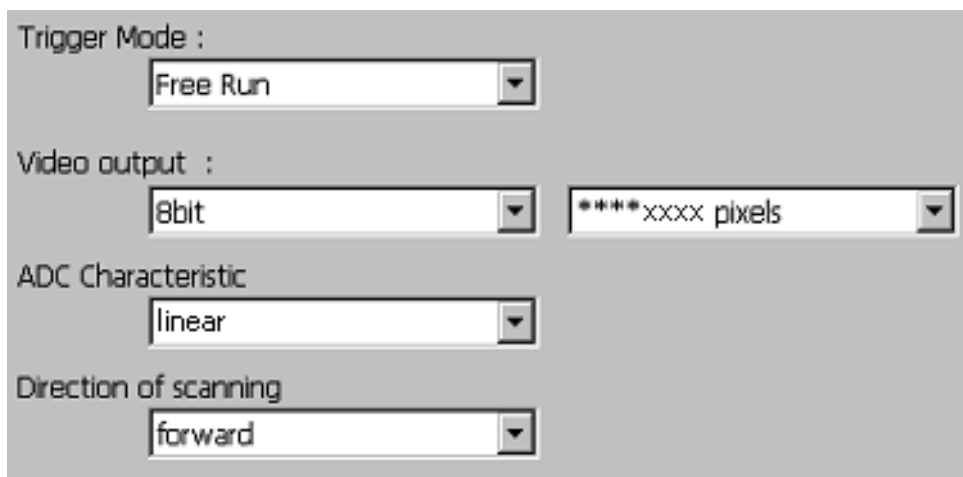 Trigger Mode :
Free Run
Video output :
8bit ****xxxx pixels
ADC Characteristic
linear
Direction of scanning
forward